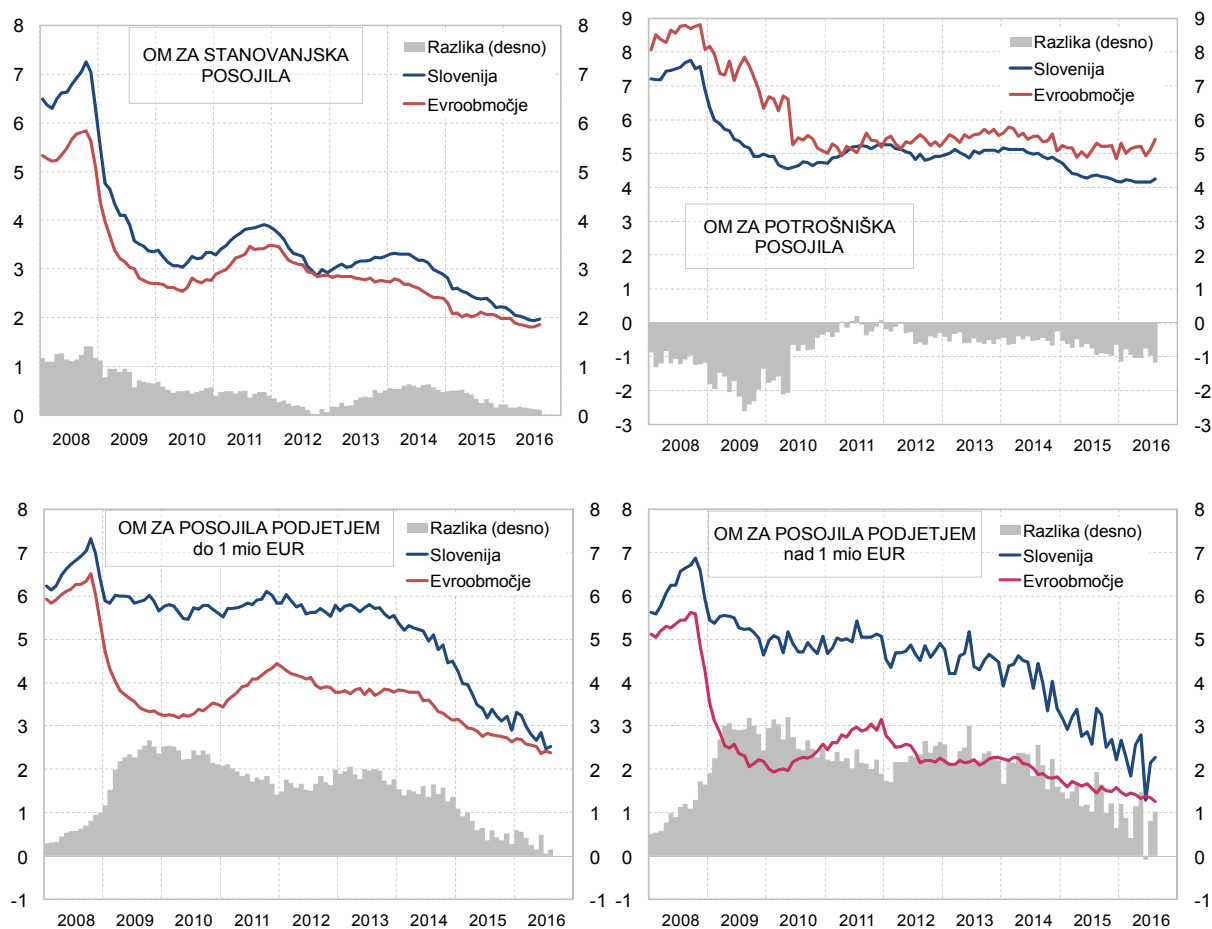 OM ZA STANOVANJSKA
POSOJILA
Razlika (desno)
Slovenija
Evroobmočje
8 7 6 5 4 3 2 1 0
8 7 6 5 4 3 2 1 0
2008 2009 2010 2011 2012 2013 2014 2015 2016
OM ZA POTROŠNIŠKA
POSOJILA
Razlika (desno)
Slovenija
Evroobmočje
9 8 7 6 5 4 3 2 1 0 -1 -2 -3
9 8 7 6 5 4 3 2 1 0 -1 -2 -3
2008 2009 2010 2011 2012 2013 2014 2015 2016
OM ZA POSOJILA PODJETJEM
do 1 mio EUR
Razlika (desno)
Slovenija
Evroobmočje
8 7 6 5 4 3 2 1 0 -1
8 7 6 5 4 3 2 1 0 -1
2008 2009 2010 2011 2012 2013 2014 2015 2016
OM ZA POSOJILA PODJETJEM
nad 1 mio EUR
Razlika (desno)
Slovenija
Evroobmočje
8 7 6 5 4 3 2 1 0 -1
8 7 6 5 4 3 2 1 0 -1
2008 2009 2010 2011 2012 2013 2014 2015 2016